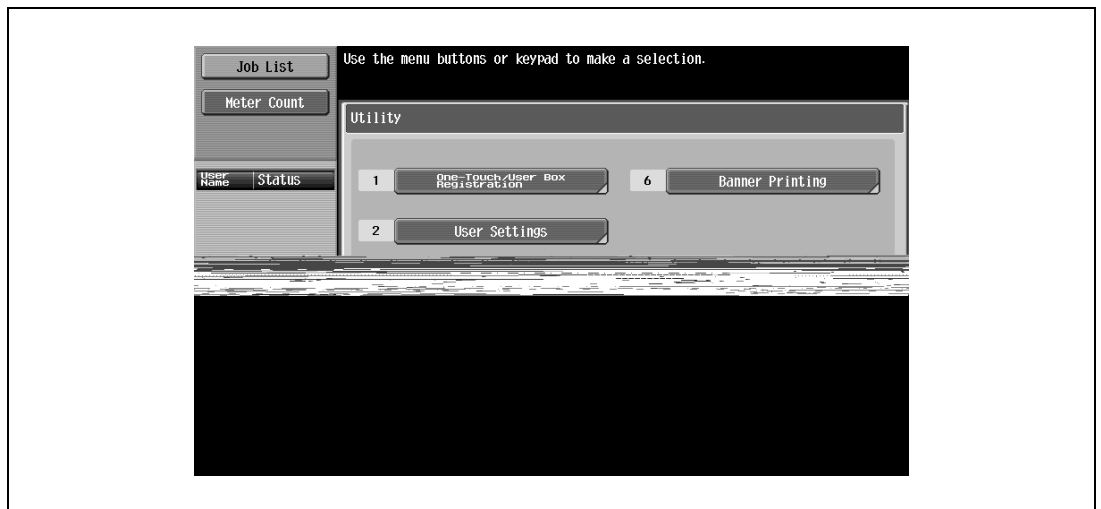 Job List
Use the menu buttons or keypad to make a selection.
Meter Count
Utility
User
Name
Status
1
One-Touch/User Box
Registration
6
Banner Printing
2
User Settings